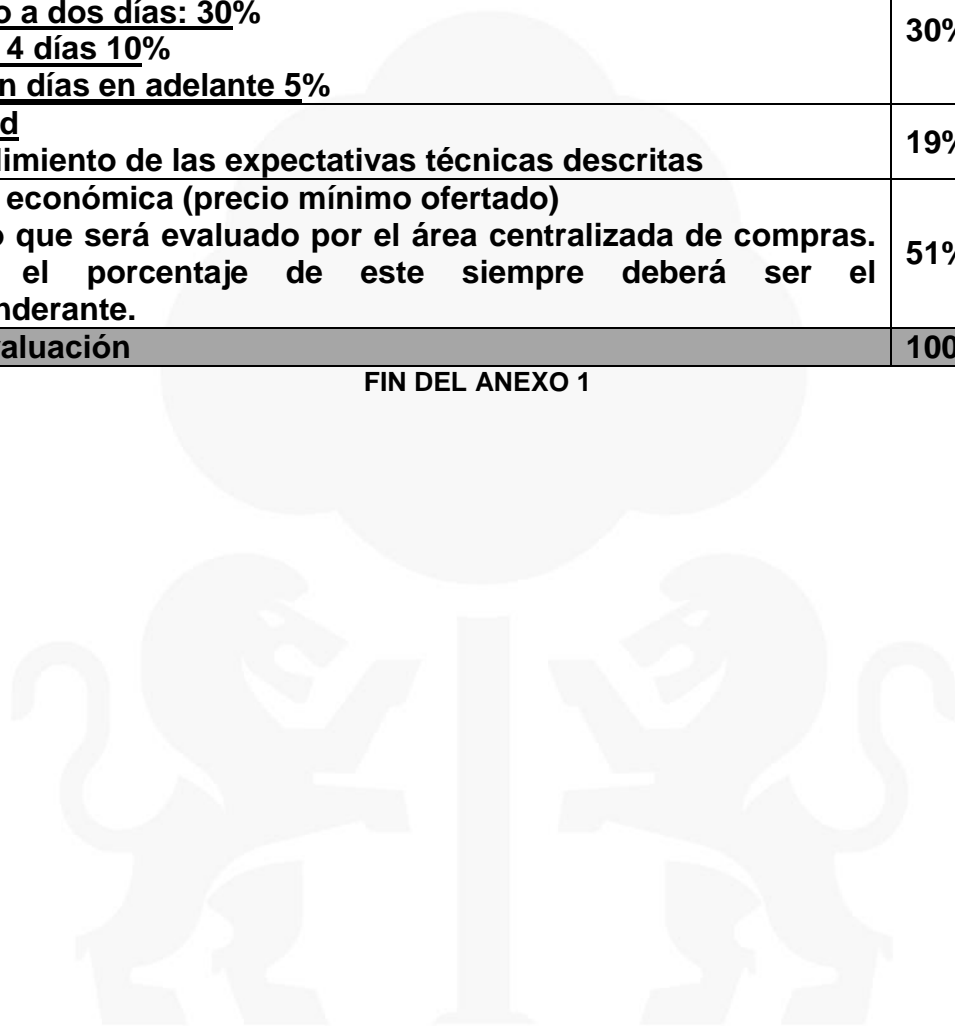 o a dos días: 30%
30%
4 días 10%
n días en adelante 5%
d
limiento de las expectativas técnicas descritas
19%
económica (precio mínimo ofertado)
o que será evaluado por el área centralizada de compras.
el porcentaje de este siempre deberá ser el
51%
nderante.
valuación 100
FIN DEL ANEXO 1